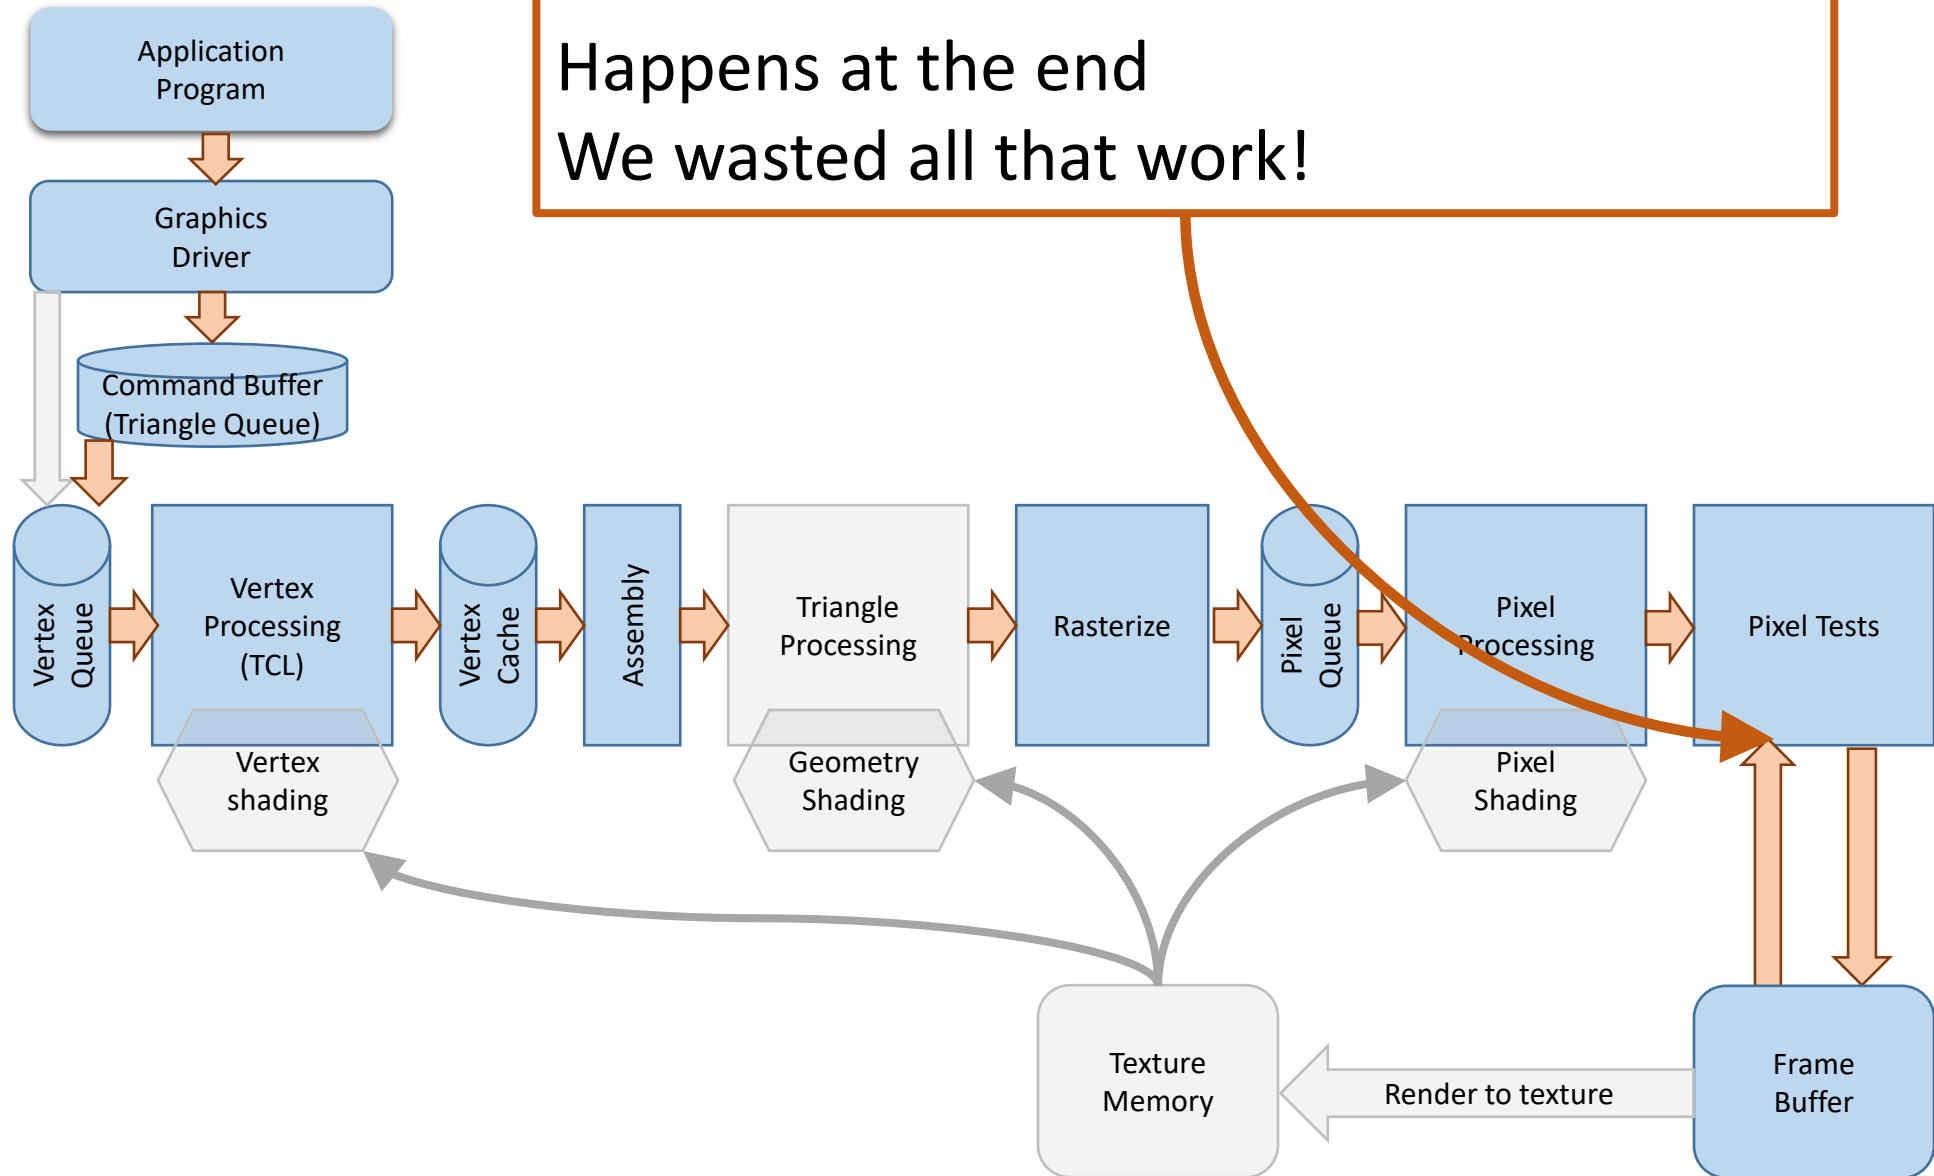 Application
Program
Happens at the end
We wasted all that work!
Graphics
Driver
Command Buffer
(Triangle Queue)
Vertex
Queue
Vertex
Processing
(TCL)
Vertex
Cache
Assembly
Triangle
Processing
Rasterize
Pixel
Queue
Pixel
Processing
Pixel Tests
Vertex
shading
Geometry
Shading
Pixel
Shading
Texture
Memory
Render to texture
Frame
Buffer